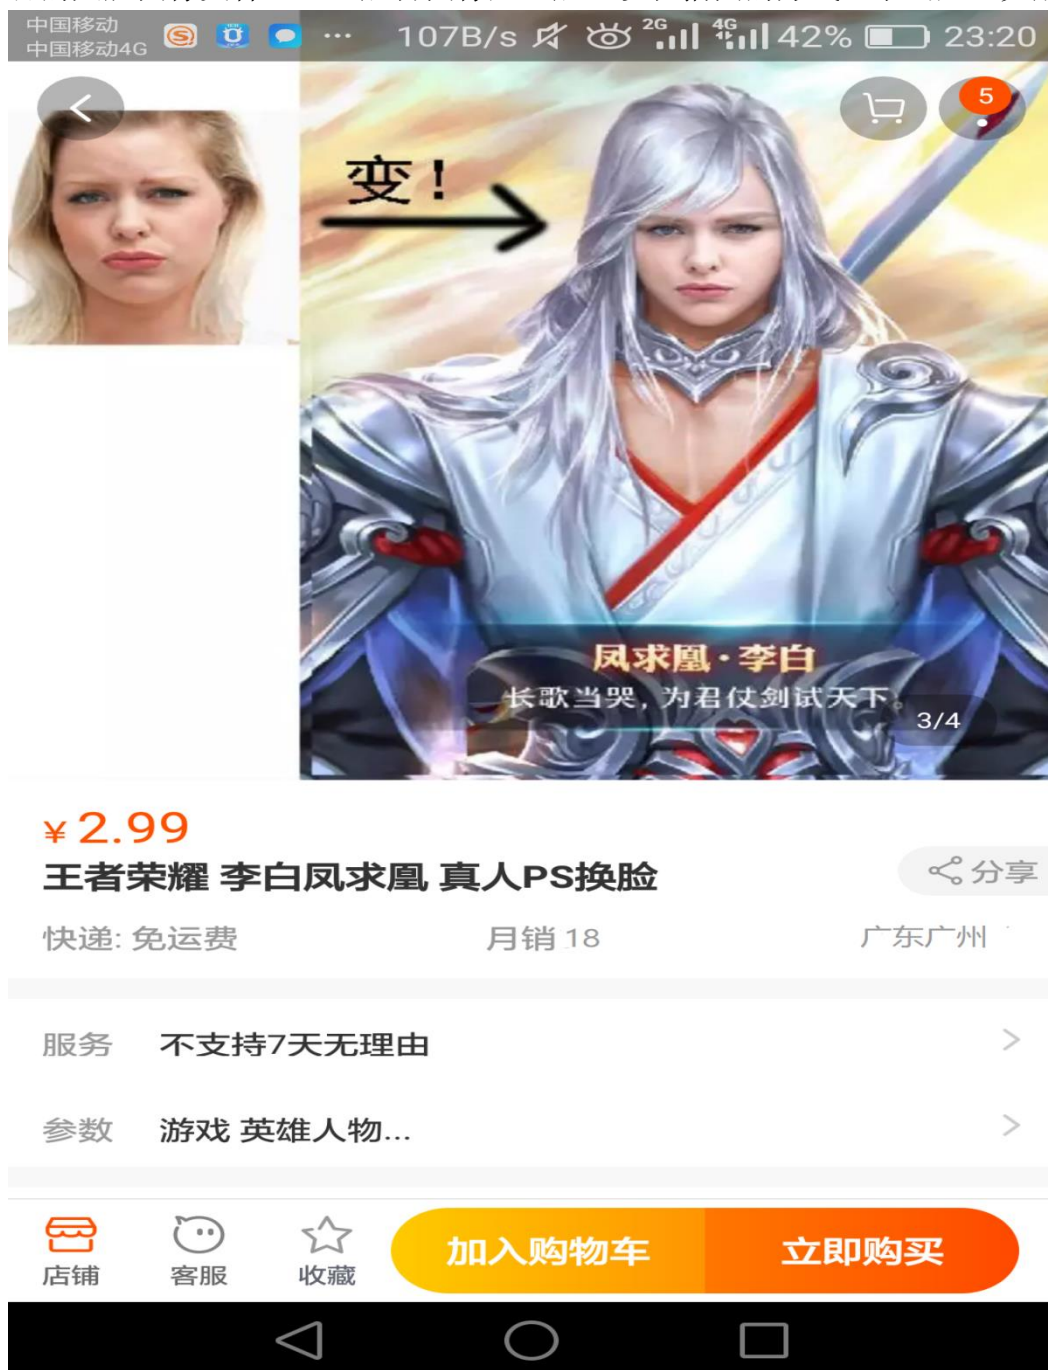 中国移动
中国移动4G
107B/s 2G 4G 42% 23:20
5
变！
凤求凰·李白
长歌当哭，为君仗剑试天下。
3/4
¥2.99
王者荣耀 李白凤求凰 真人PS换脸
分享
快递: 免运费 月销 18 广东广州
服务 不支持7天无理由
参数 游戏 英雄人物...
店铺 客服 收藏 加入购物车 立即购买